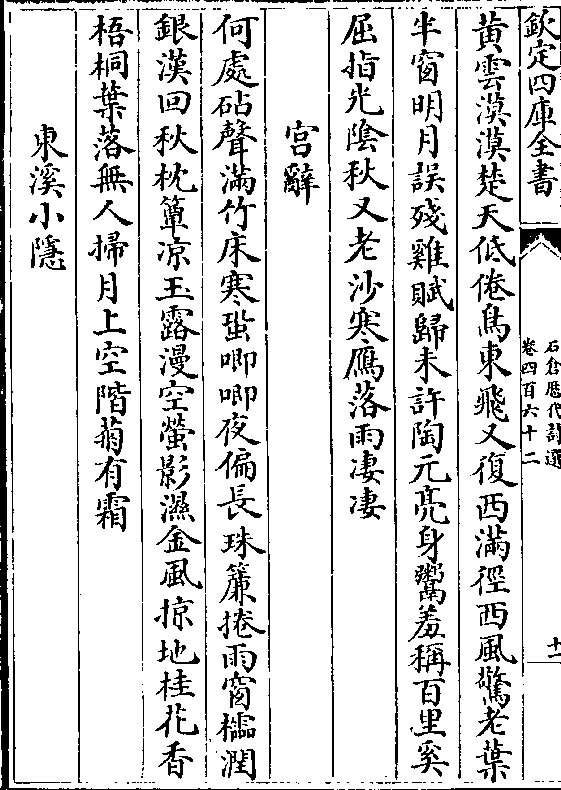 欽定四庫全書
石倉歴代詩選
卷四百六十二
十一
黄雲漠漠楚天低倦鳥東飛又復西滿徑西風驚老葉
半窗明月誤殘雞賦歸未許陶元亮身鬻羞稱百里奚
屈指光陰秋又老沙寒鴈落雨凄凄
宫辭
何處砧聲滿竹床寒蛩唧唧夜偏長珠簾捲雨窗櫺潤
銀漢回秋枕簟凉玉露漫空螢影濕金風掠地桂花香
梧桐葉落無人掃月上空階菊有霜
東溪小隱